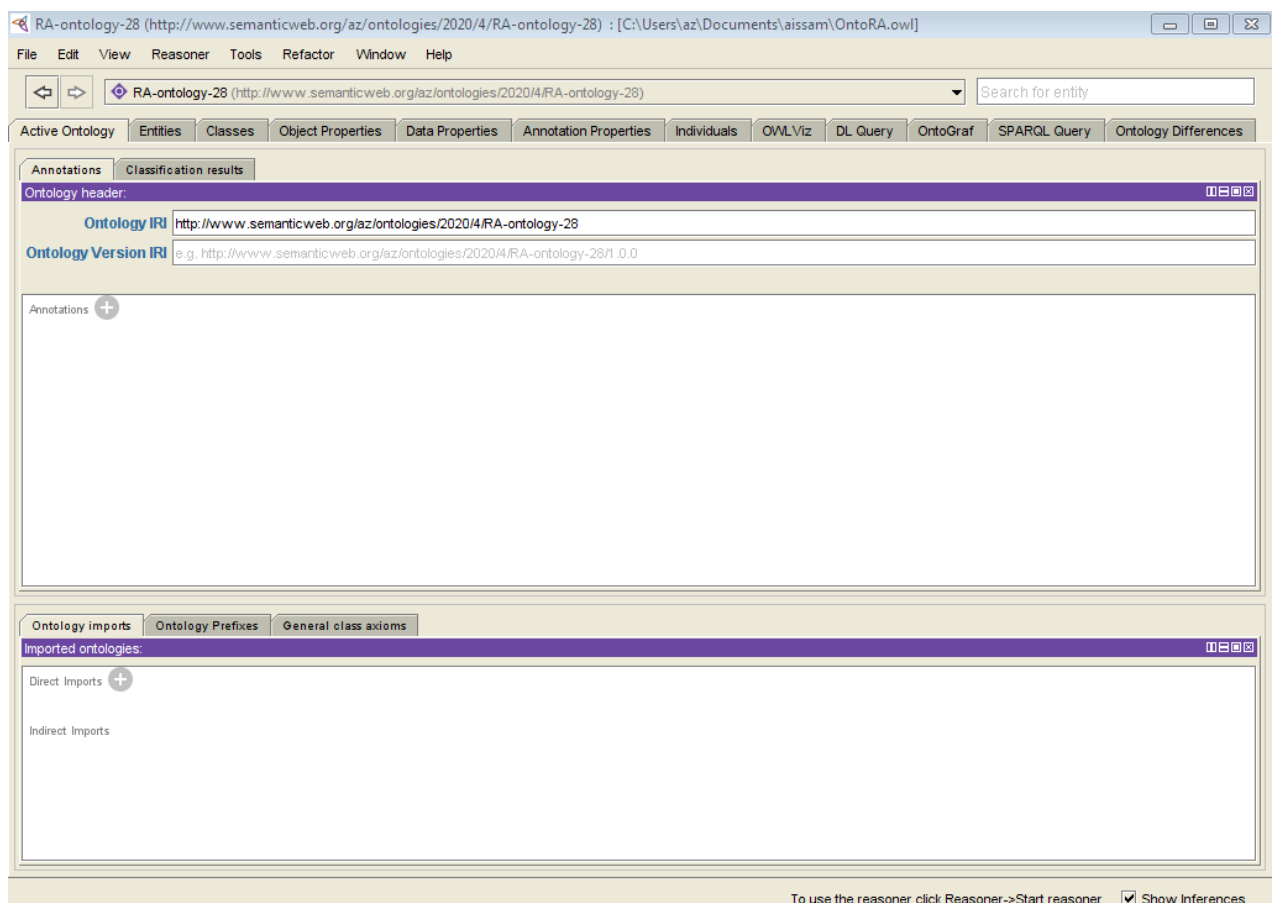 RA-ontology-28 (http://www.semanticweb.org/az/ontologies/2020/4/RA-ontology-28) : [C:\Users\az\Documents\aissam\OntoRA.owl]
File Edit View Reasoner Tools Refactor Window Help
RA-ontology-28 (http://www.semanticweb.org/az/ontologies/2020/4/RA-ontology-28) Search for entity
Active Ontology Entities Classes Object Properties Data Properties Annotation Properties Individuals OWLViz DL Query OntoGraf SPARQL Query Ontology Differences
Annotations Classification results
Ontology header:
Ontology IRI http://www.semanticweb.org/az/ontologies/2020/4/RA-ontology-28
Ontology Version IRI e.g. http://www.semanticweb.org/az/ontologies/2020/4/RA-ontology-28/1.0.0
Annotations
Ontology imports Ontology Prefixes General class axioms
Imported ontologies:
Direct Imports
Indirect Imports
To use the reasoner click Reasoner->Start reasoner Show Inferences